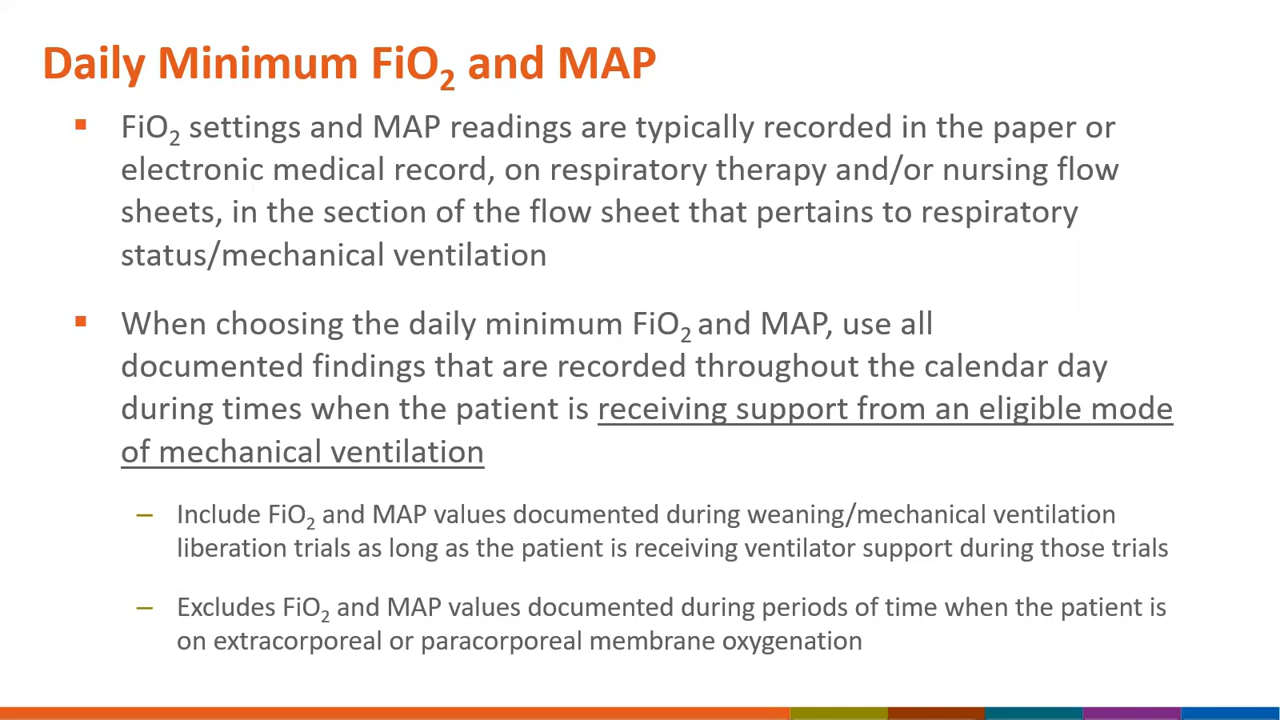 Daily Minimum FiO₂ and MAP
▪ FiO₂ settings and MAP readings are typically recorded in the paper or
electronic medical record, on respiratory therapy and/or nursing flow
sheets, in the section of the flow sheet that pertains to respiratory
status/mechanical ventilation
▪ When choosing the daily minimum FiO₂ and MAP, use all
documented findings that are recorded throughout the calendar day
during times when the patient is receiving support from an eligible mode
of mechanical ventilation
– Include FiO₂ and MAP values documented during weaning/mechanical ventilation
liberation trials as long as the patient is receiving ventilator support during those trials
– Excludes FiO₂ and MAP values documented during periods of time when the patient is
on extracorporeal or paracorporeal membrane oxygenation